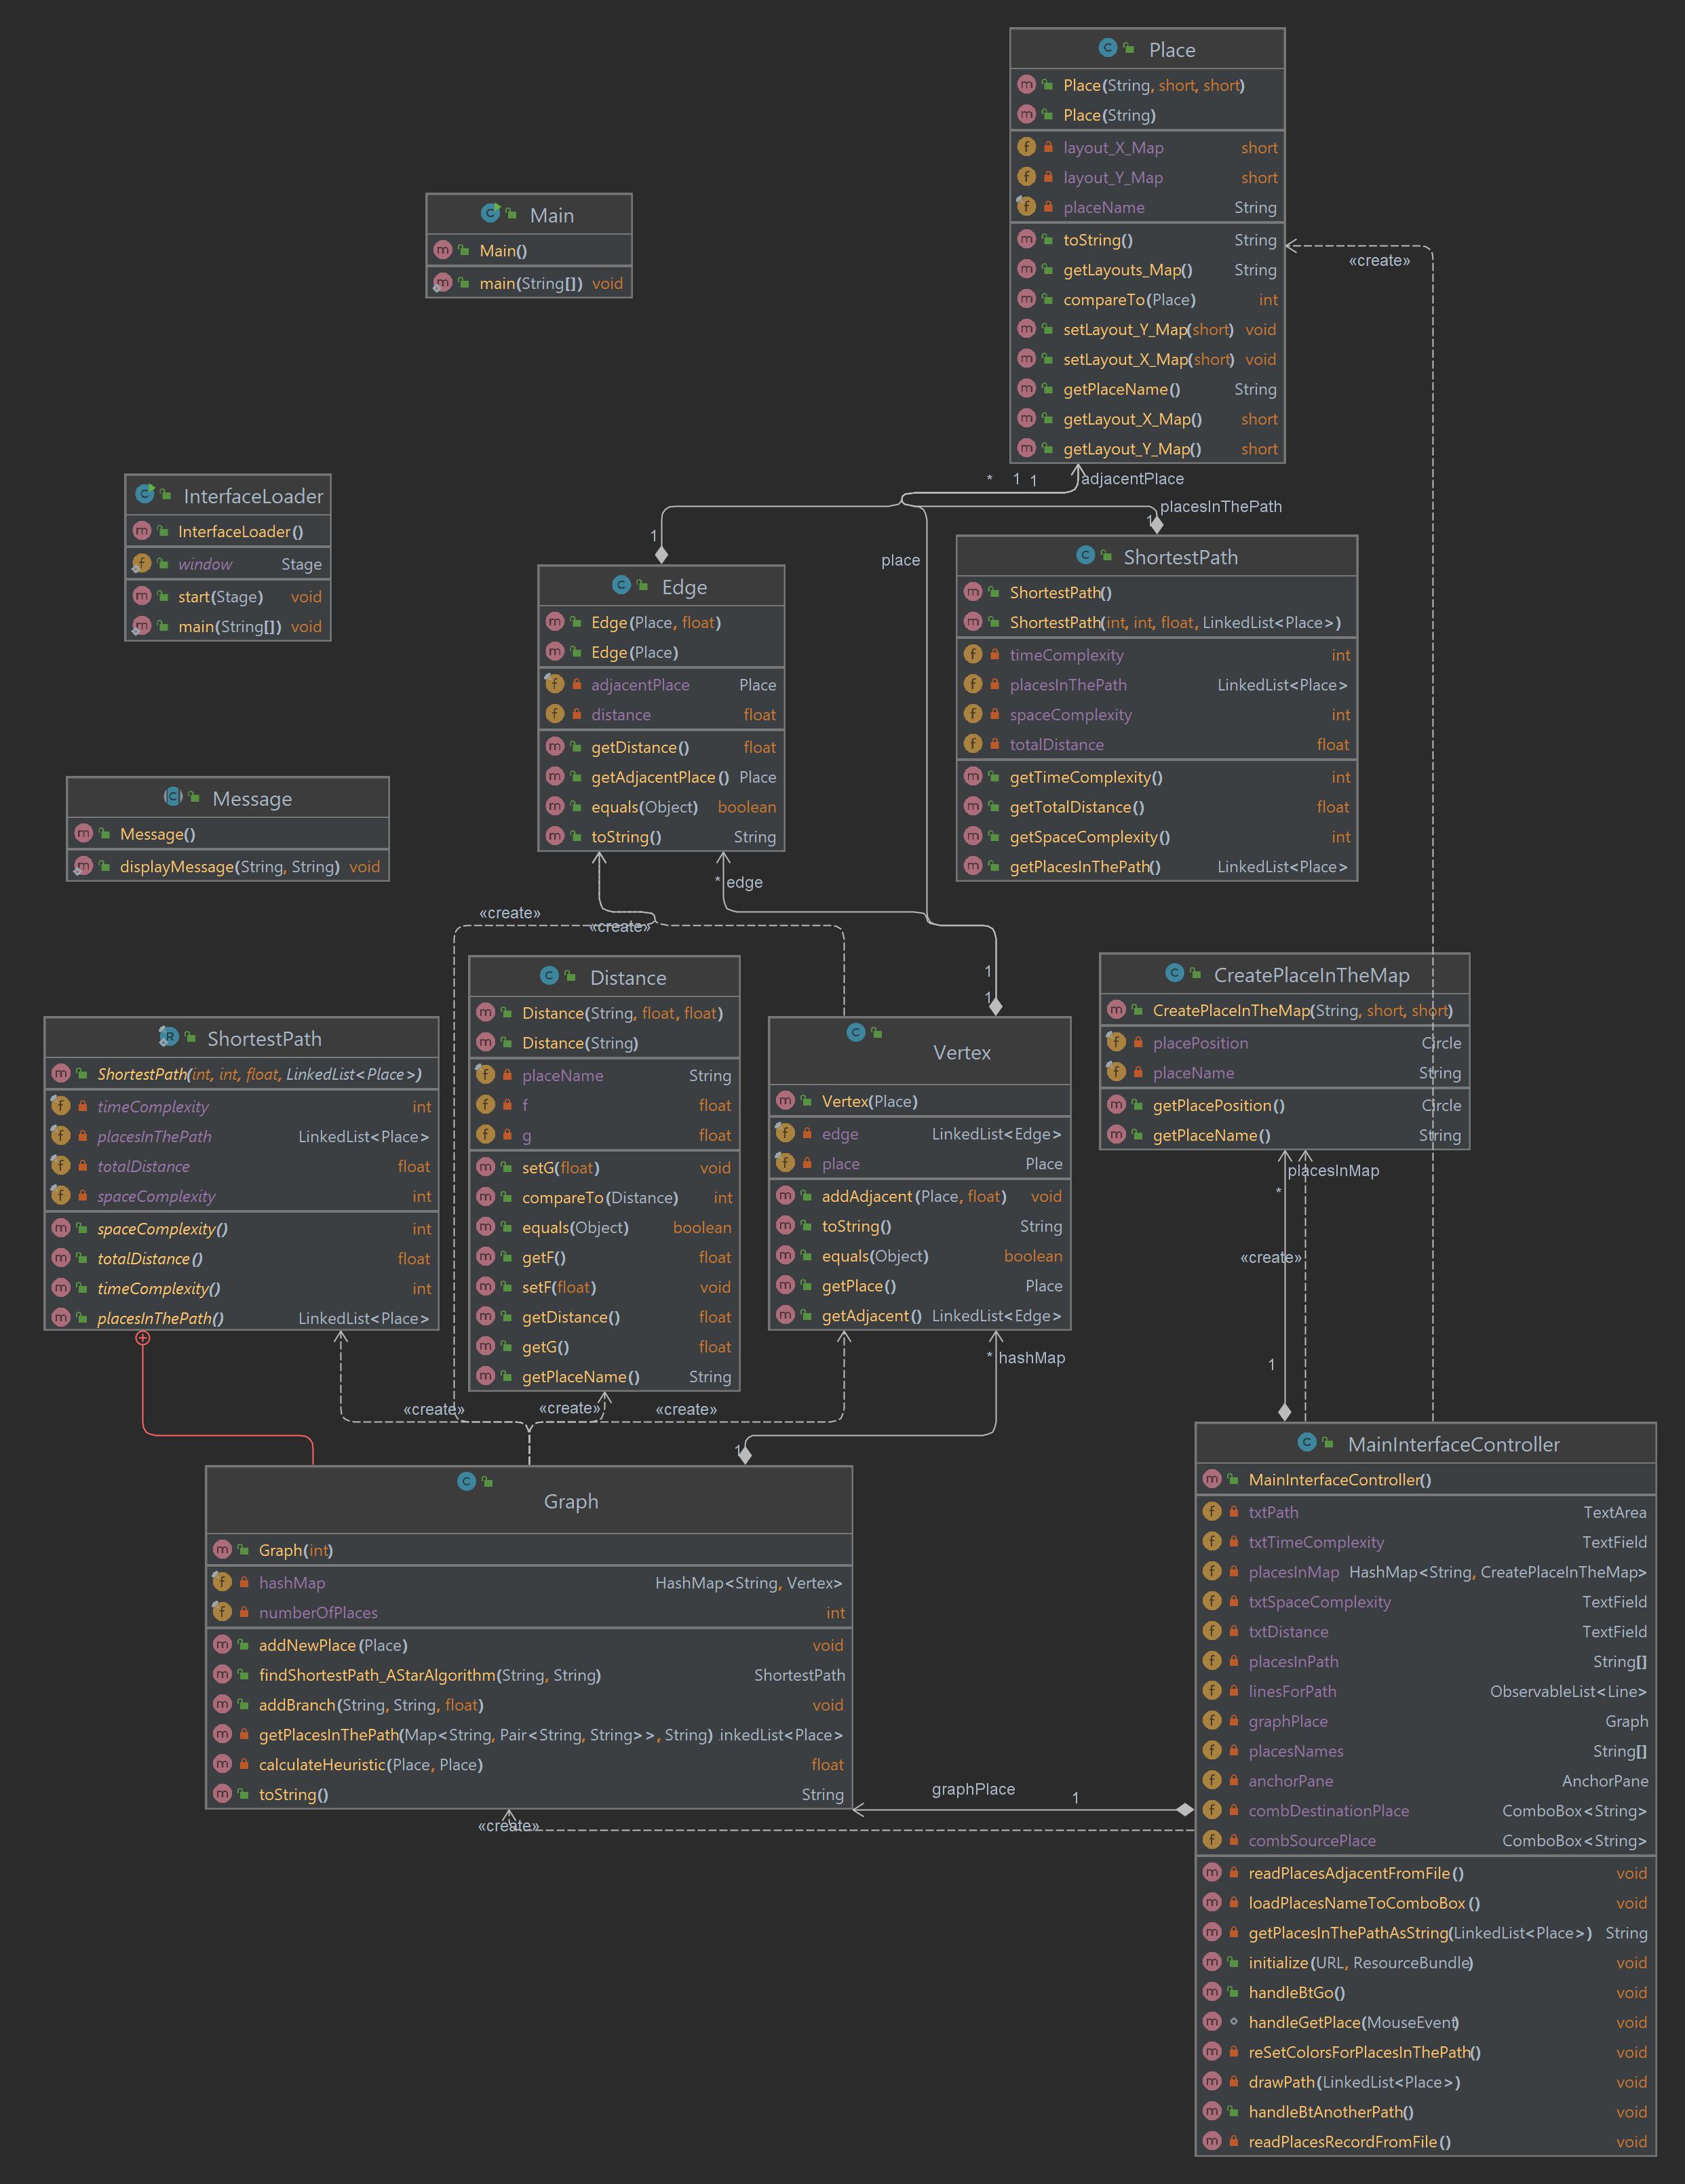 Place
Place(String, short, short)
Place(String)
layout_X_Map short
layout_Y_Map short
placeName String
toString() String
getLayouts_Map() String
compareTo(Place) int
setLayout_Y_Map(short) void
setLayout_X_Map(short) void
getPlaceName() String
getLayout_X_Map() short
getLayout_Y_Map() short
«create»
Main
Main()
main(String[]) void
InterfaceLoader
InterfaceLoader()
window Stage
start(Stage) void
main(String[]) void
* 1 1 adjacentPlace
1 placesInThePath
1
place
Edge
Edge(Place, float)
Edge(Place)
adjacentPlace Place
distance float
getDistance() float
getAdjacentPlace() Place
equals(Object) boolean
toString() String
ShortestPath
ShortestPath()
ShortestPath(int, int, float, LinkedList<Place>)
timeComplexity int
placesInThePath LinkedList<Place>
spaceComplexity int
totalDistance float
getTimeComplexity() int
getTotalDistance() float
getSpaceComplexity() int
getPlacesInThePath() LinkedList<Place>
Message
Message()
displayMessage(String, String) void
* edge
«create»
«create»
1
1
ShortestPath
ShortestPath(int, int, float, LinkedList<Place>)
timeComplexity int
placesInThePath LinkedList<Place>
totalDistance float
spaceComplexity int
spaceComplexity() int
totalDistance() float
timeComplexity() int
placesInThePath() LinkedList<Place>
Distance
Distance(String, float, float)
Distance(String)
placeName String
f float
g float
setG(float) void
compareTo(Distance) int
equals(Object) boolean
getF() float
setF(float) void
getDistance() float
getG() float
getPlaceName() String
Vertex
Vertex(Place)
edge LinkedList<Edge>
place Place
addAdjacent(Place, float) void
toString() String
equals(Object) boolean
getPlace() Place
getAdjacent() LinkedList<Edge>
CreatePlaceInTheMap
CreatePlaceInTheMap(String, short, short)
placePosition Circle
placeName String
getPlacePosition() Circle
getPlaceName() String
placesInMap
*
«create»
1
* hashMap
«create»
«create»
«create»
1
Graph
Graph(int)
hashMap HashMap<String, Vertex>
numberOfPlaces int
addNewPlace(Place) void
findShortestPath_AStarAlgorithm(String, String) ShortestPath
addBranch(String, String, float) void
getPlacesInThePath(Map<String, Pair<String, String>>, String) inkedList<Place>
calculateHeuristic(Place, Place) float
toString() String
graphPlace 1
«create»
MainInterfaceController
MainInterfaceController()
txtPath TextArea
txtTimeComplexity TextField
placesInMap HashMap<String, CreatePlaceInTheMap>
txtSpaceComplexity TextField
txtDistance TextField
placesInPath String[]
linesForPath ObservableList<Line>
graphPlace Graph
placesNames String[]
anchorPane AnchorPane
combDestinationPlace ComboBox<String>
combSourcePlace ComboBox<String>
readPlacesAdjacentFromFile() void
loadPlacesNameToComboBox() void
getPlacesInThePathAsString(LinkedList<Place>) String
initialize(URL, ResourceBundle) void
handleBtGo() void
handleGetPlace(MouseEvent) void
reSetColorsForPlacesInThePath() void
drawPath(LinkedList<Place>) void
handleBtAnotherPath() void
readPlacesRecordFromFile() void